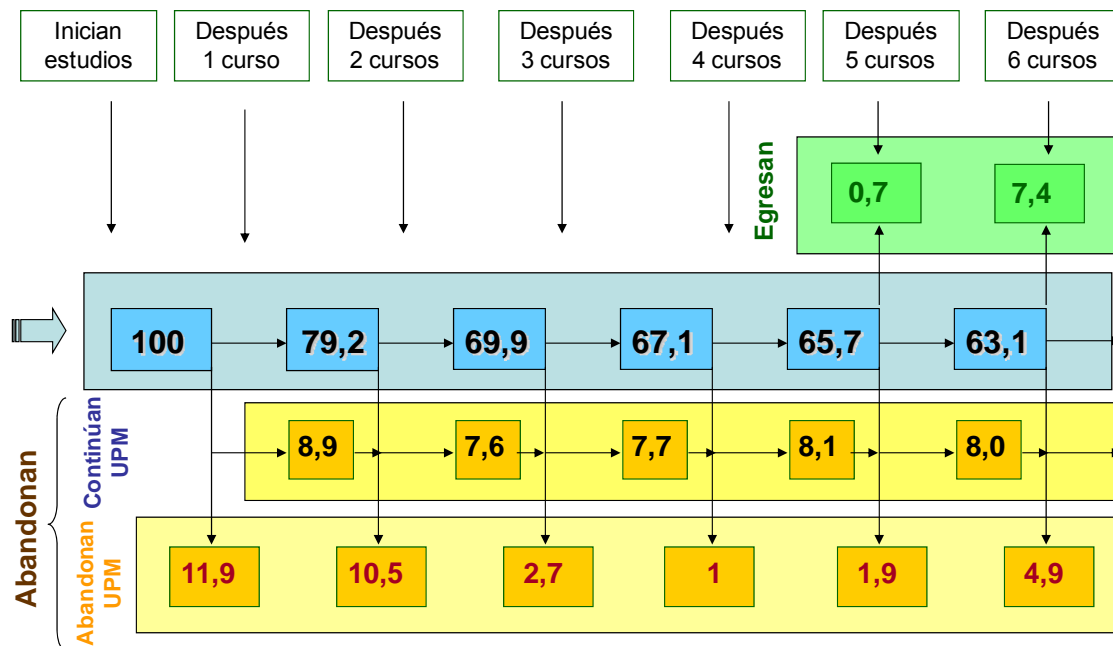 Inician
estudios
Después
1 curso
Después
2 cursos
Después
3 cursos
Después
4 cursos
Después
5 cursos
Después
6 cursos
Egresan
0,7
7,4
100
79,2
69,9
67,1
65,7
63,1
Abandonan
Continúan
UPM
8,9
7,6
7,7
8,1
8,0
Abandonan
UPM
11,9
10,5
2,7
1
1,9
4,9